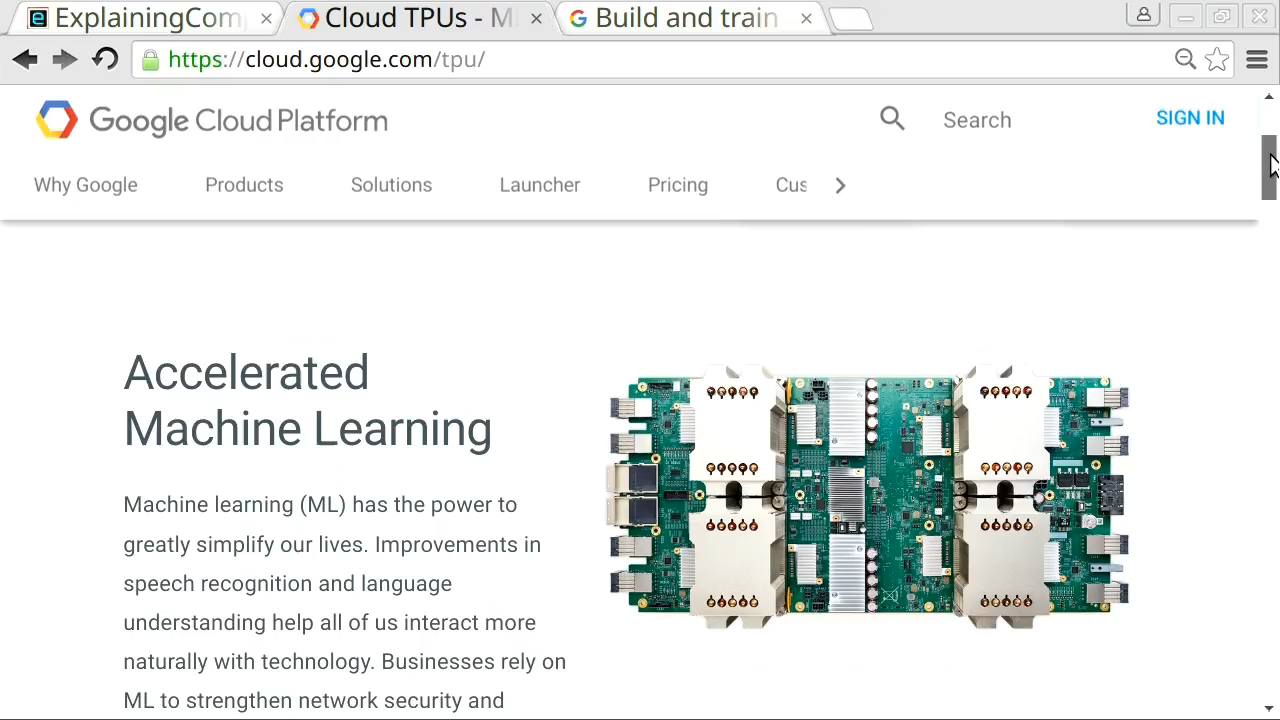 ExplainingCom
Cloud TPUs - M
Build and train
https://cloud.google.com/tpu/
Google Cloud Platform
Search
SIGN IN
Why Google
Products
Solutions
Launcher
Pricing
Cus
Accelerated
Machine Learning
Machine learning (ML) has the power to
greatly simplify our lives. Improvements in
speech recognition and language
understanding help all of us interact more
naturally with technology. Businesses rely on
ML to strengthen network security and